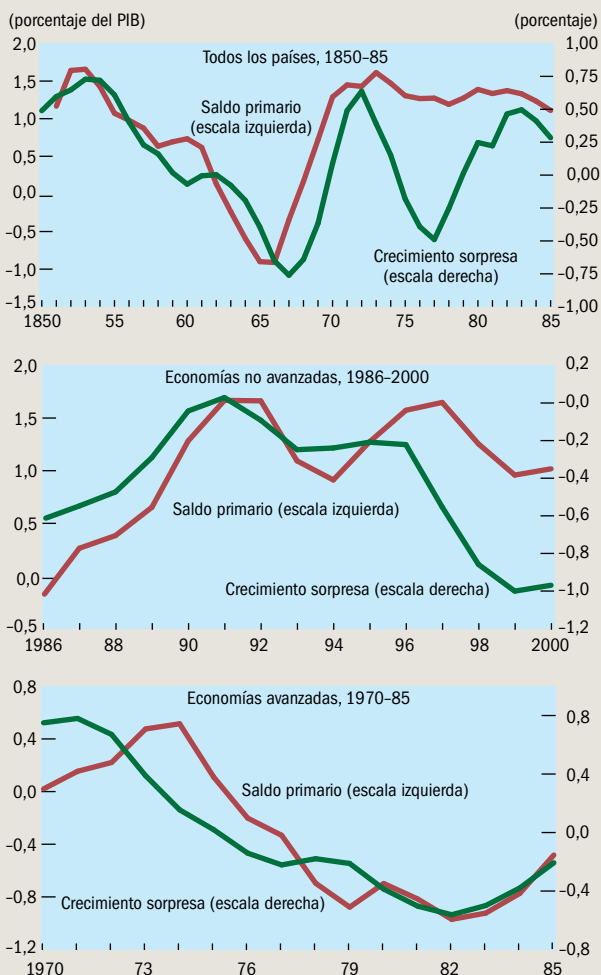 (porcentaje del PIB) (porcentaje)
Todos los países, 1850–85
2,0 1,00
1,5 0,75
1,0 0,50
0,5 0,25
0,0 0,00
–0,5 –0,25
–1,0 –0,50
–1,5 –0,75
–1,00
Saldo primario
(escala izquierda)
Crecimiento sorpresa
(escala derecha)
1850 55 60 65 70 75 80 85
Economías no avanzadas, 1986–2000
2,0 0,2
1,5 –0,0
1,0 –0,2
0,5 –0,4
0,0 –0,6
–0,5 –0,8
–1,0
–1,2
Saldo primario (escala izquierda)
Crecimiento sorpresa (escala derecha)
1986 88 90 92 94 96 98 2000
Economías avanzadas, 1970–85
0,8 0,8
0,4 0,4
0,0 0,0
–0,4 –0,4
–0,8 –0,8
–1,2
Saldo primario (escala izquierda)
Crecimiento sorpresa (escala derecha)
1970 73 76 79 82 85